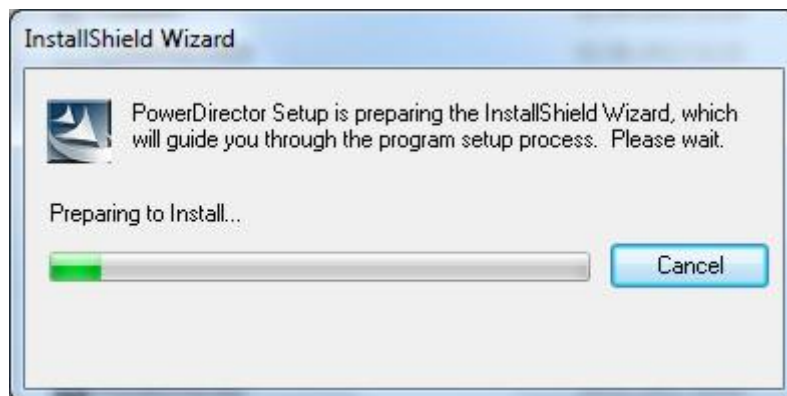 InstallShield Wizard
PowerDirector Setup is preparing the InstallShield Wizard, which
will guide you through the program setup process.  Please wait.
Preparing to Install...
Cancel